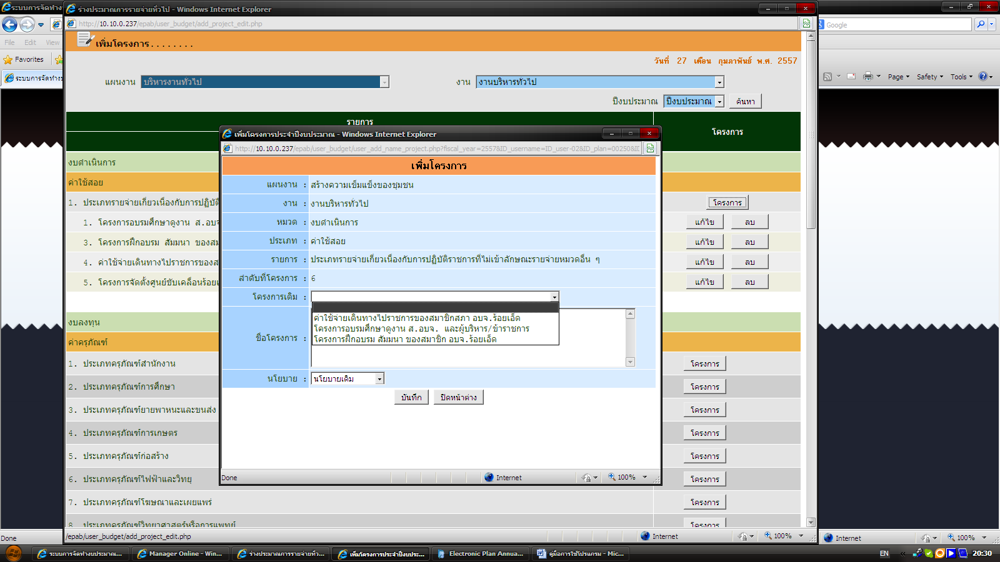 ระบบการจัดทำง
ร่างประมาณการรายจ่ายทั่วไป - Windows Internet Explorer
http://10.10.0.237/epab/user_budget/add_project_edit.php
Google
File Edit View
Favorites
ระบบการจัดทำงบ
Page Safety Tools
เพิ่มโครงการ........
วันที่ 27 เดือน กุมภาพันธ์ พ.ศ. 2557
แผนงาน บริหารงานทั่วไป งาน งานบริหารทั่วไป
ปีงบประมาณ ปีงบประมาณ ค้นหา
รายการ
โครงการ
งบดำเนินการ
ค่าใช้สอย
1. ประเภทรายจ่ายเกี่ยวเนื่องกับการปฏิบัติ โครงการ
1. โครงการอบรมศึกษาดูงาน ส.อบจ แก้ไข ลบ
3. โครงการฝึกอบรม สัมมนา ของสม แก้ไข ลบ
4. ค่าใช้จ่ายเดินทางไปราชการของส แก้ไข ลบ
5. โครงการจัดตั้งศูนย์ขับเคลื่อนร้อยเ แก้ไข ลบ
งบลงทุน
ค่าครุภัณฑ์
1. ประเภทครุภัณฑ์สำนักงาน โครงการ
2. ประเภทครุภัณฑ์การศึกษา โครงการ
3. ประเภทครุภัณฑ์ยายพาหนะและขนส่ง โครงการ
4. ประเภทครุภัณฑ์การเกษตร โครงการ
5. ประเภทครุภัณฑ์ก่อสร้าง โครงการ
6. ประเภทครุภัณฑ์ไฟฟ้าและวิทยุ โครงการ
7. ประเภทครุภัณฑ์โฆษณาและเผยแพร่ โครงการ
8. ประเภทครุภัณฑ์วิทยาศาสตร์หรือการแพทย์ โครงการ
เพิ่มโครงการประจำปีงบประมาณ - Windows Internet Explorer
http://10.10.0.237/epab/user_budget/user_add_name_project.php?fiscal_year=2557&ID_username=ID_user-02&ID_plan=00250&ID
เพิ่มโครงการ
แผนงาน : สร้างความเข็มแข็งของชุมชน
งาน : งานบริหารทั่วไป
หมวด : งบดำเนินการ
ประเภท : ค่าใช้สอย
รายการ : ประเภทรายจ่ายเกี่ยวเนื่องกับการปฏิบัติราชการที่ไม่เข้าลักษณะรายจ่ายหมวดอื่น ๆ
ลำดับที่โครงการ : 6
โครงการเดิม :
ค่าใช้จ่ายเดินทางไปราชการของสมาชิกสภา อบจ.ร้อยเอ็ด
โครงการอบรมศึกษาดูงาน ส.อบจ. และผู้บริหาร/ข้าราชการ
โครงการฝึกอบรม สัมมนา ของสมาชิก อบจ.ร้อยเอ็ด
ชื่อโครงการ :
นโยบาย : นโยบายเดิม
บันทึก ปิดหน้าต่าง
Done Internet 100%
/epab/user_budget/add_project_edit.php Internet 100%
Done Internet 100%
ระบบการจัดทำงบประมาณ... Manager Online - Win... ร่างประมาณการรายจ่ายทั่ว... เพิ่มโครงการประจำปีงบประ... Electronic Plan Annua... คู่มือการใช้โปรแกรม - Mic... EN 20:30